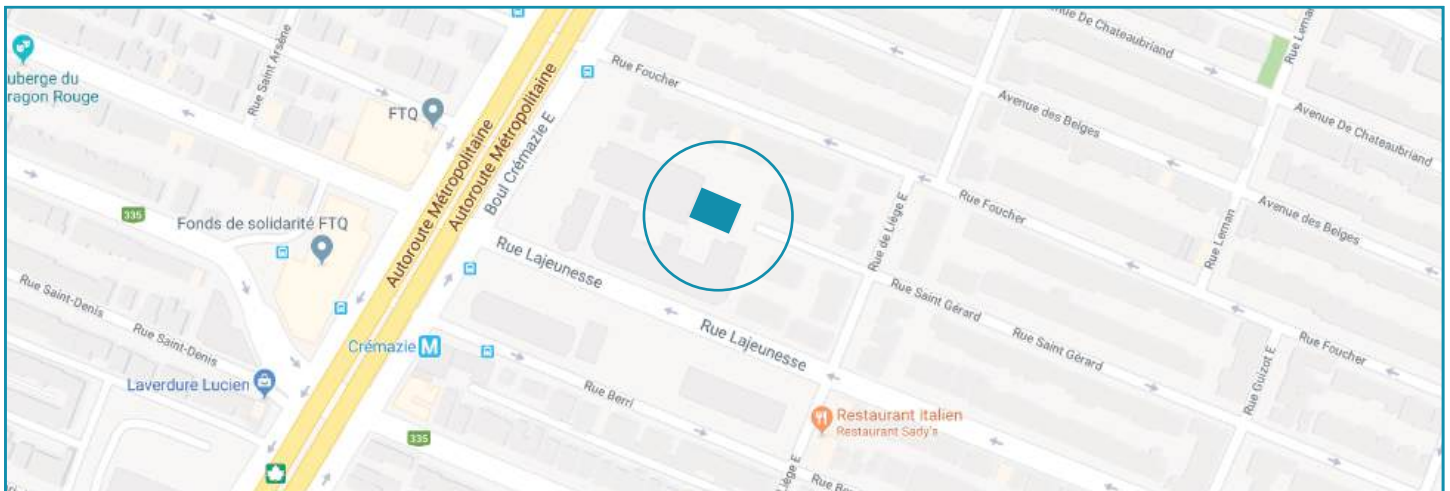 Rue De Chateaubriand
Rue Leman
Avenue De Chateaubriand
Avenue des Belges
Avenue des Belges
Rue Foucher
Rue Foucher
Rue Foucher
Rue Saint Arsène
uberge du
ragon Rouge
FTQ
Autoroute Métropolitaine
Autoroute Métropolitaine
Boul Crémazie E
335
Fonds de solidarité FTQ
Rue Lajeunesse
Rue Lajeunesse
Rue de Liège E
Rue Leman
Rue Saint Gérard
Rue Saint Gérard
Rue Saint-Denis
Rue Saint-Denis
Crémazie M
Laverdure Lucien
Rue Berri
335
Restaurant italien
Restaurant Sady's
Rue Guizot E
Liège E